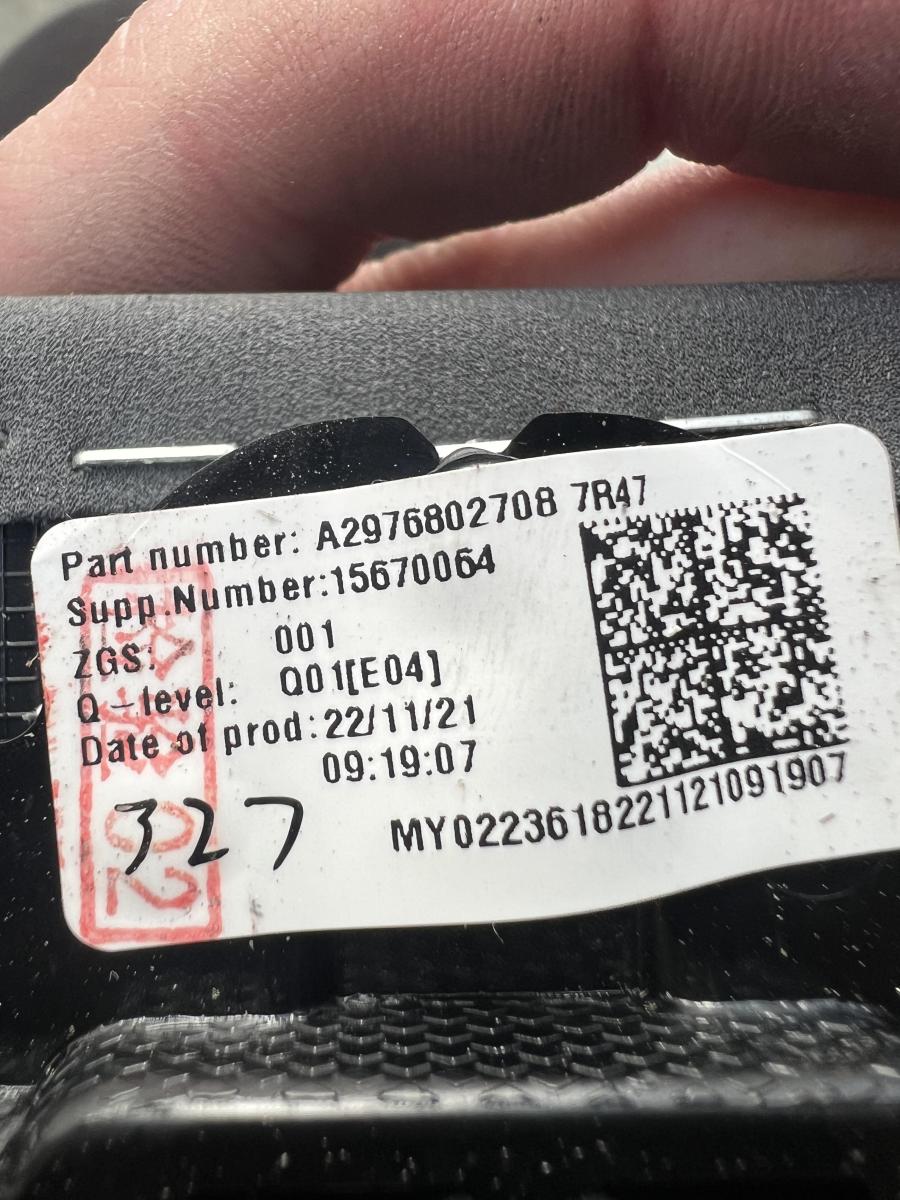 Part number: A2976802708 7R47
Supp.Number:15670064
ZGS: 001
Q-level: Q01[E04]
Date of prod:22/11/21
09:19:07
MY0223618221121091907
327
02